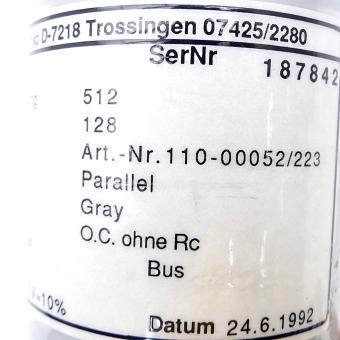 D-7218 Trossingen 07425/2280
SerNr 187842
512
128
Art.-Nr.110-00052/223
Parallel
Gray
O.C. ohne Rc
Bus
=10%
Datum 24.6.1992